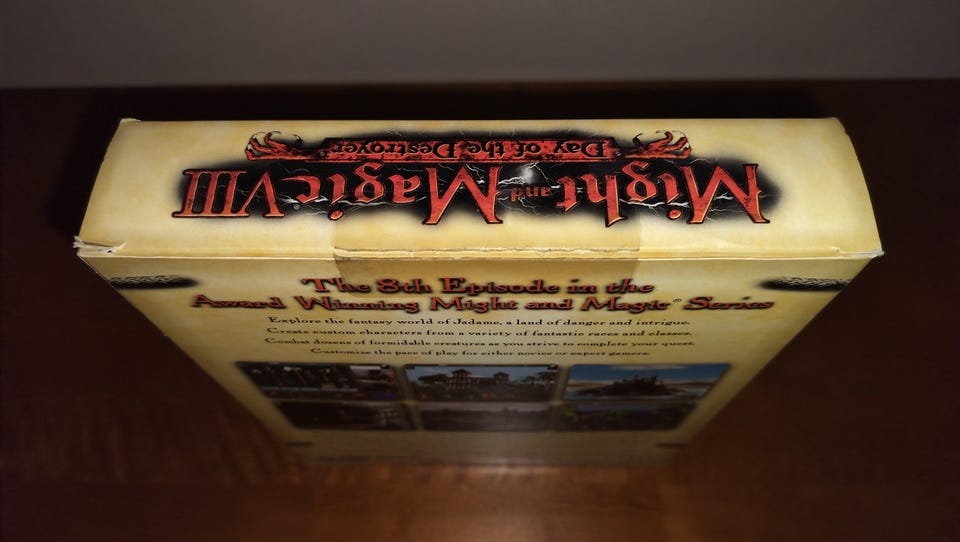 Might and Magic® VIII
Day of the Destroyer
The 8th Episode in the
Award Winning Might and Magic® Series
Explore the fantasy world of Jadame, a land of danger and intrigue.
Create custom characters from a variety of fantastic races and classes.
Combat dozens of formidable creatures as you strive to complete your quest.
Customize the pace of play for either novice or expert gamers.